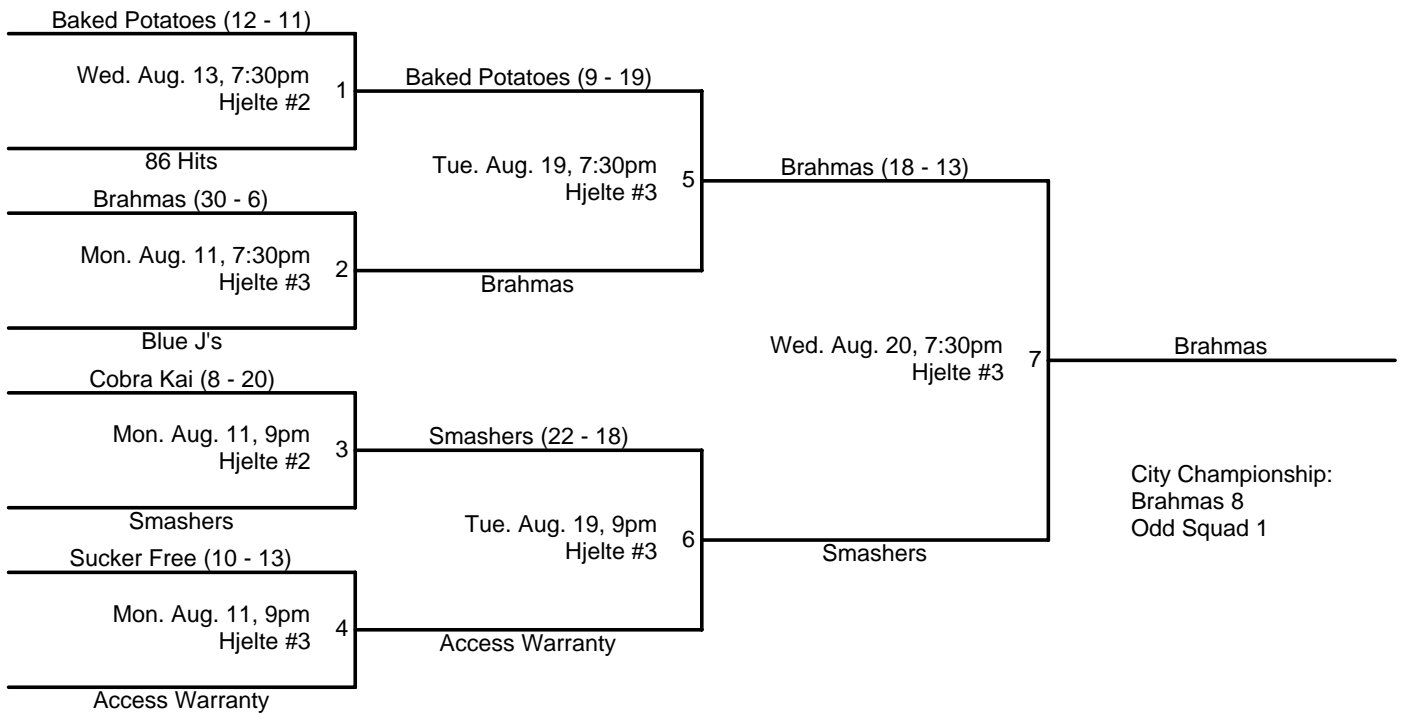 Baked Potatoes (12 - 11)
Wed. Aug. 13, 7:30pm
Hjelte #2
1
86 Hits
Brahmas (30 - 6)
Mon. Aug. 11, 7:30pm
Hjelte #3
2
Blue J's
Cobra Kai (8 - 20)
Mon. Aug. 11, 9pm
Hjelte #2
3
Smashers
Sucker Free (10 - 13)
Mon. Aug. 11, 9pm
Hjelte #3
4
Access Warranty
Baked Potatoes (9 - 19)
Tue. Aug. 19, 7:30pm
Hjelte #3
5
Brahmas
Smashers (22 - 18)
Tue. Aug. 19, 9pm
Hjelte #3
6
Access Warranty
Brahmas (18 - 13)
Wed. Aug. 20, 7:30pm
Hjelte #3
7
Smashers
Brahmas
City Championship:
Brahmas 8
Odd Squad 1